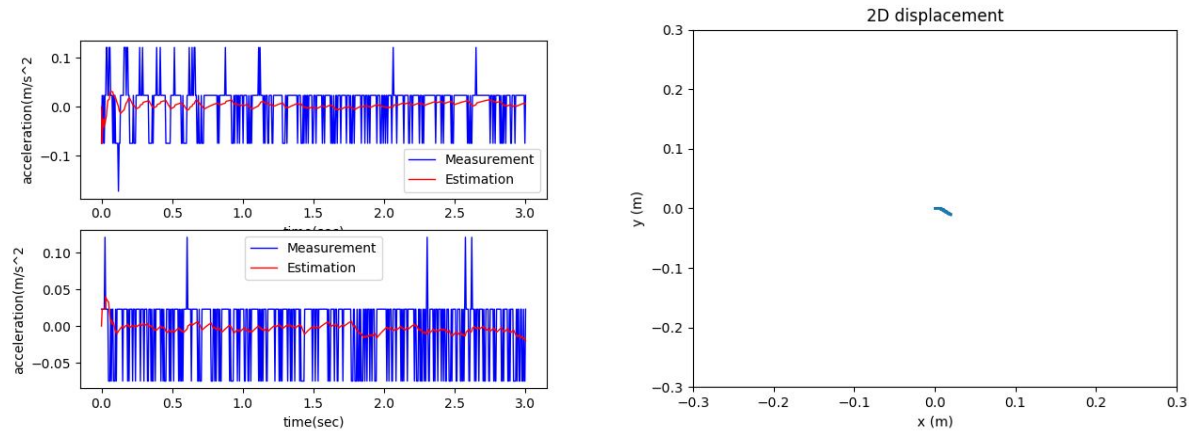 acceleration(m/s^2
0.1
0.0
−0.1
Measurement
Estimation
0.0 0.5 1.0 1.5 2.0 2.5 3.0
time(sec)
acceleration(m/s^2
0.10
0.05
0.00
−0.05
Measurement
Estimation
0.0 0.5 1.0 1.5 2.0 2.5 3.0
time(sec)
2D displacement
y (m)
0.3
0.2
0.1
0.0
−0.1
−0.2
−0.3
−0.3 −0.2 −0.1 0.0 0.1 0.2 0.3
x (m)